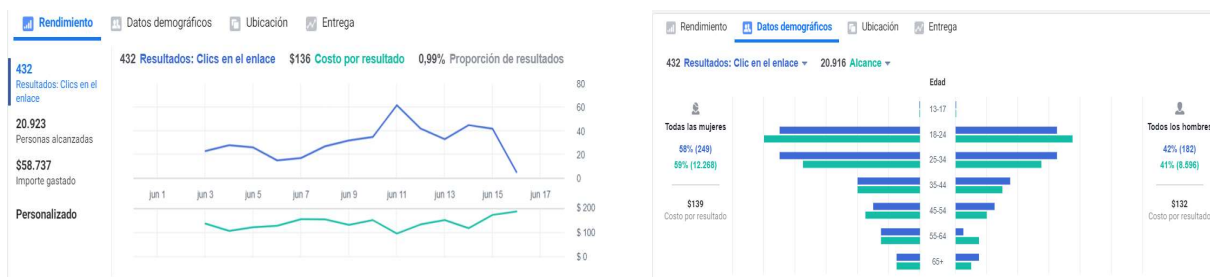 Rendimiento Datos demográficos Ubicación Entrega
432
Resultados: Clics en el
enlace
20.923
Personas alcanzadas
$58.737
Importe gastado
Personalizado
432 Resultados: Clics en el enlace $136 Costo por resultado 0,99% Proporción de resultados
80
60
40
20
0
jun 1 jun 3 jun 5 jun 7 jun 9 jun 11 jun 13 jun 15 jun 17
$ 200
$ 100
$ 0
Rendimiento Datos demográficos Ubicación Entrega
432 Resultados: Clic en el enlace 20.916 Alcance
Edad
Todas las mujeres
58% (249)
59% (12.268)
$139
Costo por resultado
13-17
18-24
25-34
35-44
45-54
55-64
65+
Todos los hombres
42% (182)
41% (8.596)
$132
Costo por resultado